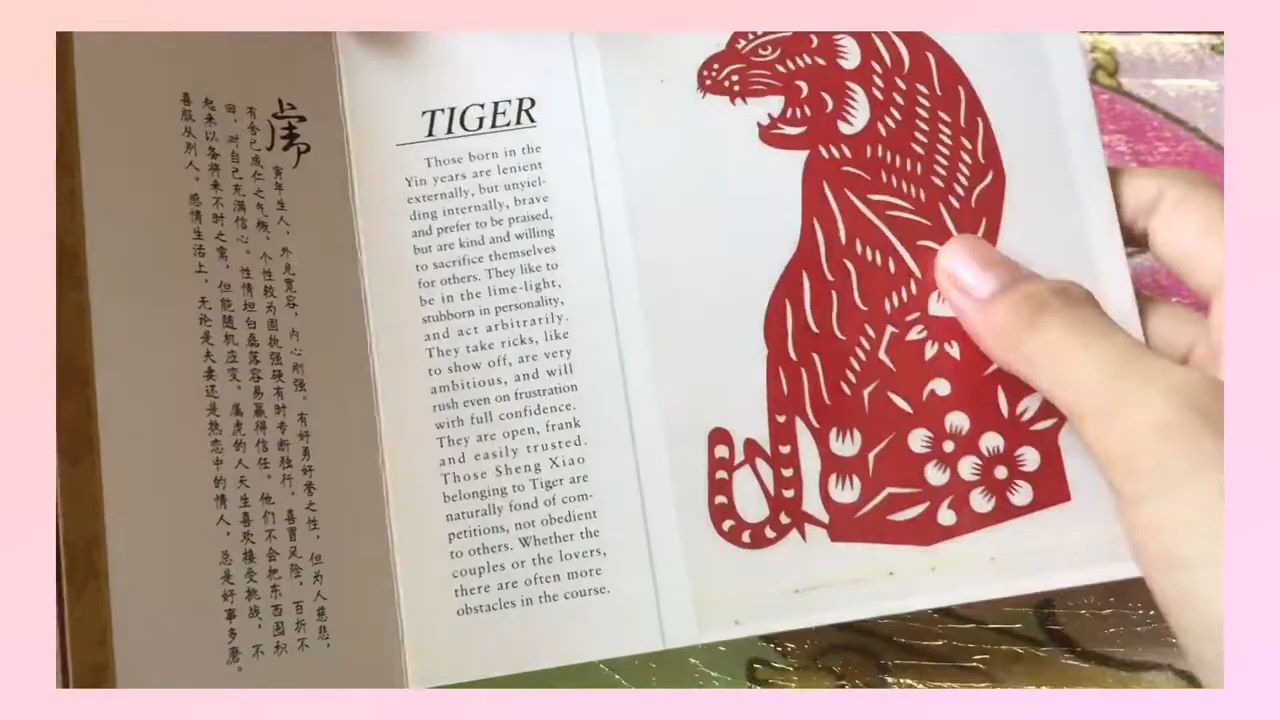 虎
寅年生人，外见宽容，内心刚强。有好勇好誉之性，但为人慈悲，
有舍己成仁之气概。个性较为固执强硬有时专断独行，喜冒风险，百折不
回，对自己充满信心。性情坦白磊落容易赢得信任。他们不会把东西囤积
起来以备将来不时之需，但能随机应变。属虎的人天生喜欢接受挑战，不
喜服从别人。感情生活上，无论是夫妻还是热恋中的情人，总是好事多磨。
TIGER
Those born in the
Yin years are lenient
externally, but unyiel-
ding internally, brave
and prefer to be praised,
but are kind and willing
to sacrifice themselves
for others. They like to
be in the lime-light,
stubborn in personality,
and act arbitrarily.
They take ricks, like
to show off, are very
ambitious, and will
rush even on frustration
with full confidence.
They are open, frank
and easily trusted.
Those Sheng Xiao
belonging to Tiger are
naturally fond of com-
petitions, not obedient
to others. Whether the
couples or the lovers,
there are often more
obstacles in the course.